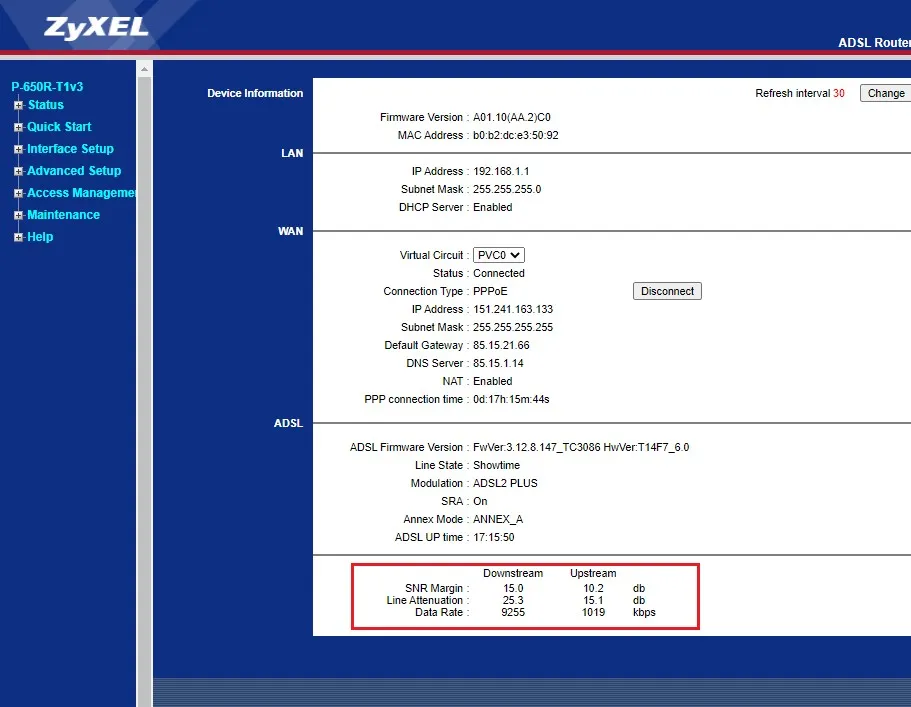 ZyXEL
ADSL Router
P-650R-T1v3
Status
Quick Start
Interface Setup
Advanced Setup
Access Managemen
Maintenance
Help
Device Information
Refresh interval 30 Change
Firmware Version : A01.10(AA.2)C0
MAC Address : b0:b2:dc:e3:50:92
LAN
IP Address : 192.168.1.1
Subnet Mask : 255.255.255.0
DHCP Server : Enabled
WAN
Virtual Circuit : PVC0
Status : Connected
Connection Type : PPPoE Disconnect
IP Address : 151.241.163.133
Subnet Mask : 255.255.255.255
Default Gateway : 85.15.21.66
DNS Server : 85.15.1.14
NAT : Enabled
PPP connection time : 0d:17h:15m:44s
ADSL
ADSL Firmware Version : FwVer:3.12.8.147_TC3086 HwVer:T14F7_6.0
Line State : Showtime
Modulation : ADSL2 PLUS
SRA : On
Annex Mode : ANNEX_A
ADSL UP time : 17:15:50
Downstream Upstream
SNR Margin : 15.0 10.2 db
Line Attenuation : 25.3 15.1 db
Data Rate : 9255 1019 kbps